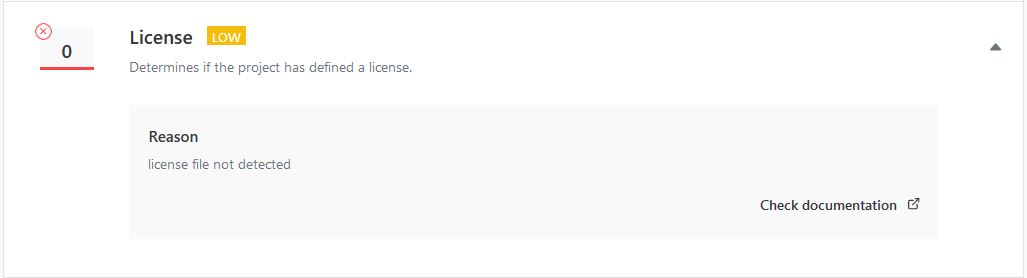 0
License LOW
Determines if the project has defined a license.
Reason
license file not detected
Check documentation